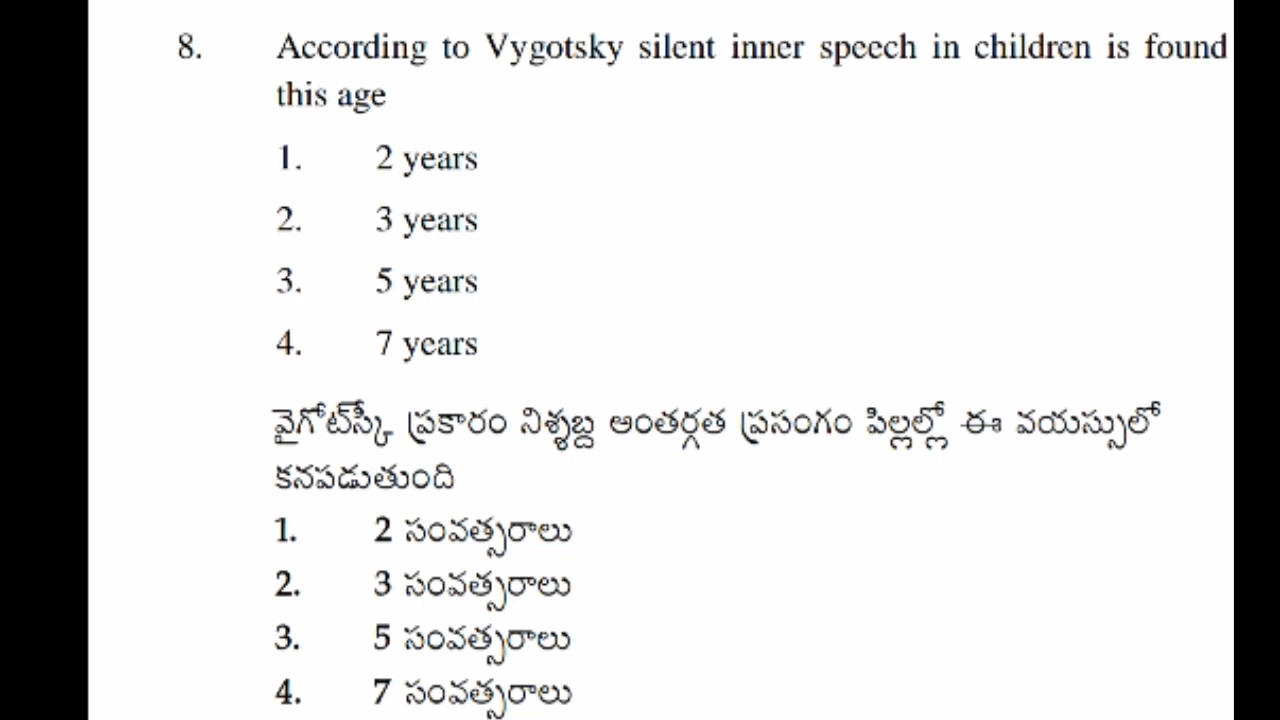 8. According to Vygotsky silent inner speech in children is found
this age
1. 2 years
2. 3 years
3. 5 years
4. 7 years
వైగోట్‌స్కీ ప్రకారం నిశ్శబ్ద ఆంతర్గత ప్రసంగం పిల్లల్లో ఈ వయస్సులో
కనపడుతుంది
1. 2 సంవత్సరాలు
2. 3 సంవత్సరాలు
3. 5 సంవత్సరాలు
4. 7 సంవత్సరాలు